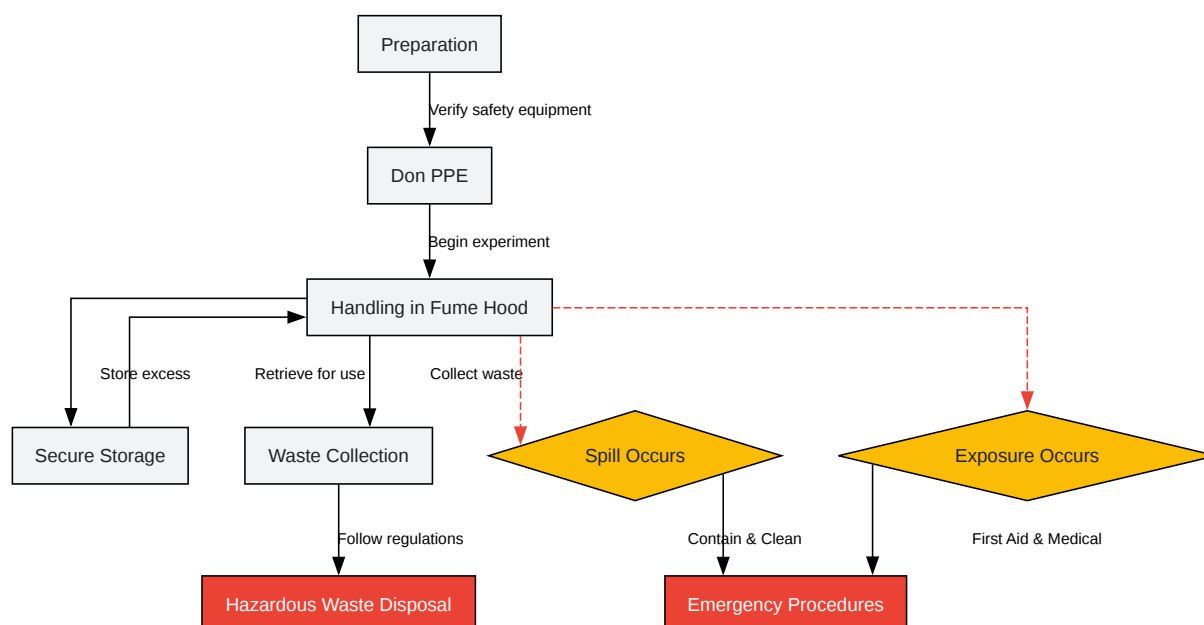 Preparation
Verify safety equipment
Don PPE
Begin experiment
Handling in Fume Hood
Store excess
Retrieve for use
Collect waste
Secure Storage
Waste Collection
Spill Occurs
Exposure Occurs
Follow regulations
Contain & Clean
First Aid & Medical
Hazardous Waste Disposal
Emergency Procedures